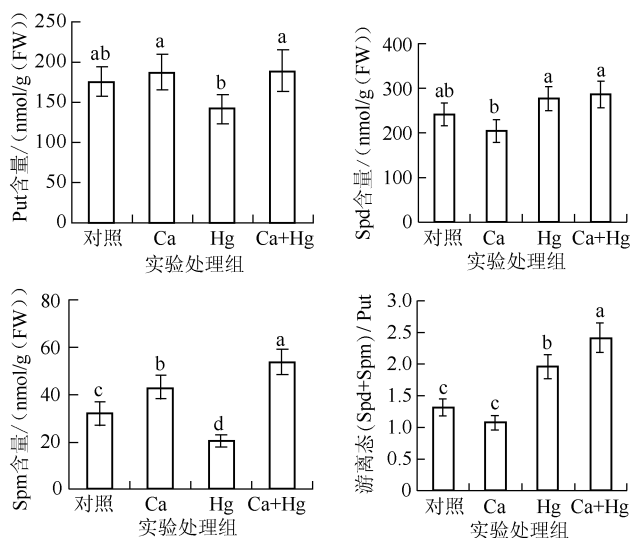 Put含量/(nmol/g(FW))
250
200
150
100
50
0
ab
a
b
a
对照 Ca Hg Ca+Hg
实验处理组
Spd含量/(nmol/g(FW))
400
300
200
100
0
ab
b
a
a
对照 Ca Hg Ca+Hg
实验处理组
Spm含量/(nmol/g(FW))
80
60
40
20
0
c
b
d
a
对照 Ca Hg Ca+Hg
实验处理组
游离态(Spd+Spm)/Put
3.0
2.5
2.0
1.5
1.0
0.5
0
c
c
b
a
对照 Ca Hg Ca+Hg
实验处理组